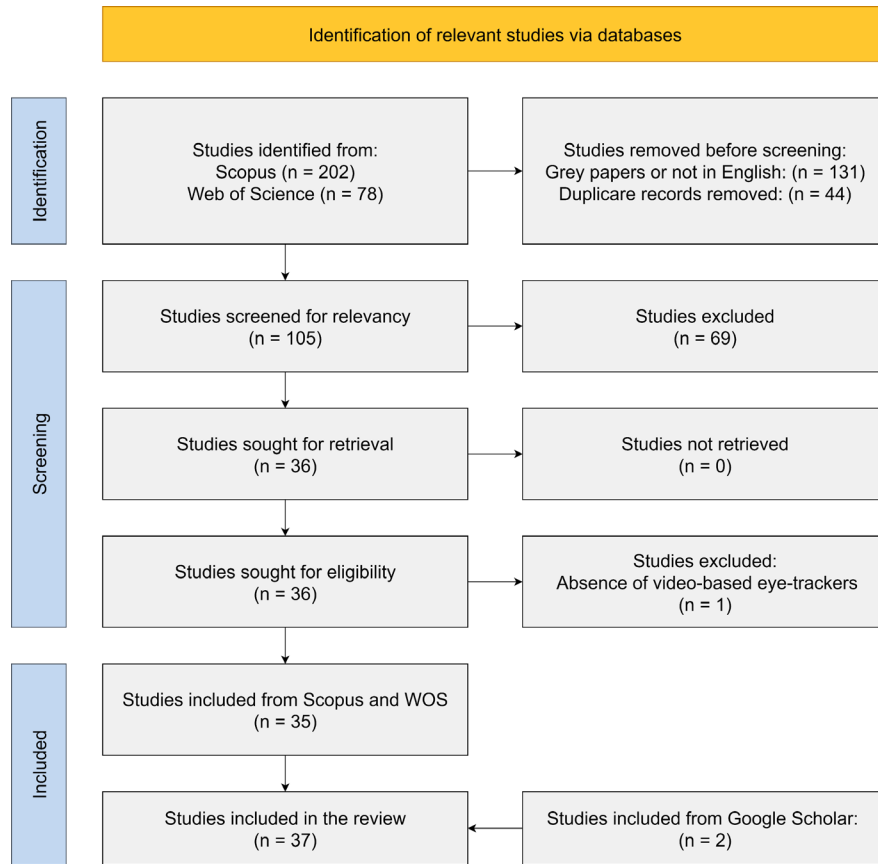 Identification of relevant studies via databases
Identification
Studies identified from:
Scopus (n = 202)
Web of Science (n = 78)
Studies removed before screening:
Grey papers or not in English: (n = 131)
Duplicare records removed: (n = 44)
Screening
Studies screened for relevancy
(n = 105)
Studies excluded
(n = 69)
Studies sought for retrieval
(n = 36)
Studies not retrieved
(n = 0)
Studies sought for eligibility
(n = 36)
Studies excluded:
Absence of video-based eye-trackers
(n = 1)
Included
Studies included from Scopus and WOS
(n = 35)
Studies included in the review
(n = 37)
Studies included from Google Scholar:
(n = 2)